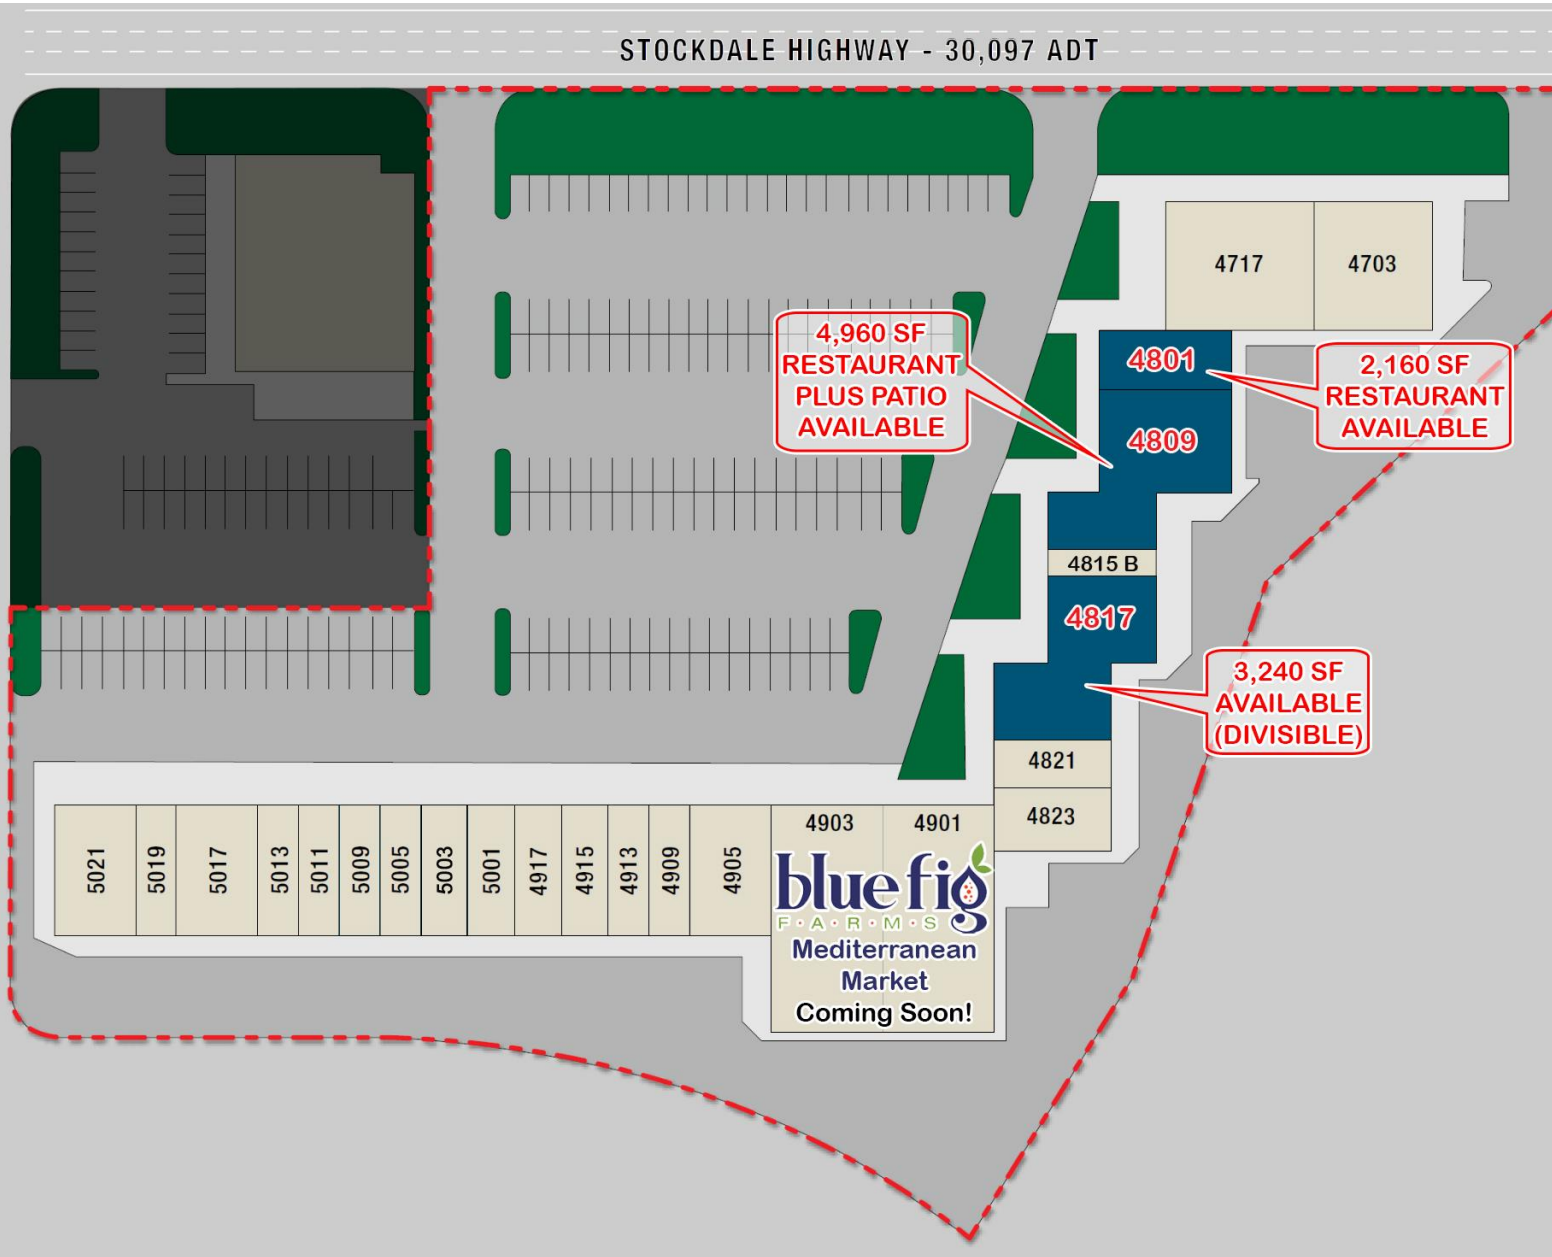 STOCKDALE HIGHWAY - 30,097 ADT
4717
4703
4,960 SF
RESTAURANT
PLUS PATIO
AVAILABLE
4801
2,160 SF
RESTAURANT
AVAILABLE
4809
4815 B
4817
3,240 SF
AVAILABLE
(DIVISIBLE)
4821
4823
5021
5019
5017
5013
5011
5009
5005
5003
5001
4917
4915
4913
4909
4905
4903
4901
blue fig
F·A·R·M·S
Mediterranean
Market
Coming Soon!